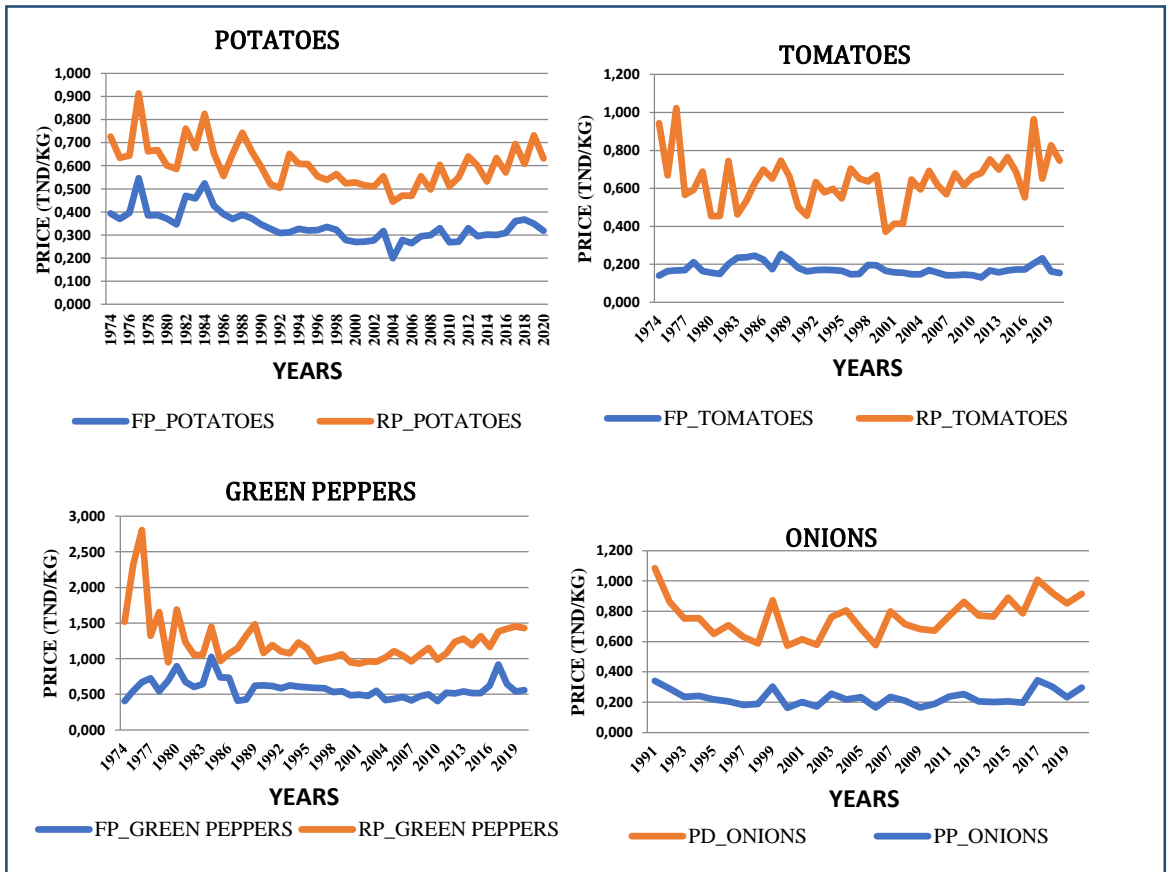 POTATOES
PRICE (TND/KG)
1,000
0,900
0,800
0,700
0,600
0,500
0,400
0,300
0,200
0,100
0,000
1974 1976 1978 1980 1982 1984 1986 1988 1990 1992 1994 1996 1998 2000 2002 2004 2006 2008 2010 2012 2014 2016 2018 2020
YEARS
FP_POTATOES RP_POTATOES
TOMATOES
PRICE (TND/KG)
1,200
1,000
0,800
0,600
0,400
0,200
0,000
1974 1977 1980 1983 1986 1989 1992 1995 1998 2001 2004 2007 2010 2013 2016 2019
YEARS
FP_TOMATOES RP_TOMATOES
GREEN PEPPERS
PRICE (TND/KG)
3,000
2,500
2,000
1,500
1,000
0,500
0,000
1974 1977 1980 1983 1986 1989 1992 1995 1998 2001 2004 2007 2010 2013 2016 2019
YEARS
FP_GREEN PEPPERS RP_GREEN PEPPERS
ONIONS
PRICE (TND/KG)
1,200
1,000
0,800
0,600
0,400
0,200
0,000
1991 1993 1995 1997 1999 2001 2003 2005 2007 2009 2011 2013 2015 2017 2019
YEARS
PD_ONIONS PP_ONIONS